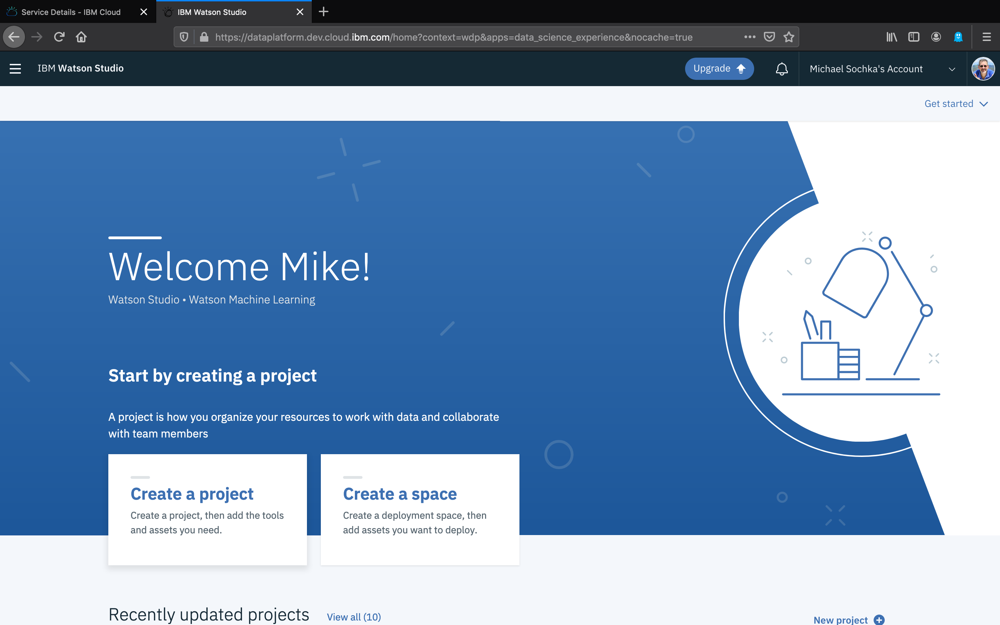 Service Details - IBM Cloud
IBM Watson Studio
https://dataplatform.dev.cloud.ibm.com/home?context=wdp&apps=data_science_experience&nocache=true
IBM Watson Studio
Upgrade
Michael Sochka's Account
Get started
Welcome Mike!
Watson Studio • Watson Machine Learning
Start by creating a project
A project is how you organize your resources to work with data and collaborate
with team members
Create a project
Create a project, then add the tools
and assets you need.
Create a space
Create a deployment space, then
add assets you want to deploy.
Recently updated projects
View all (10)
New project